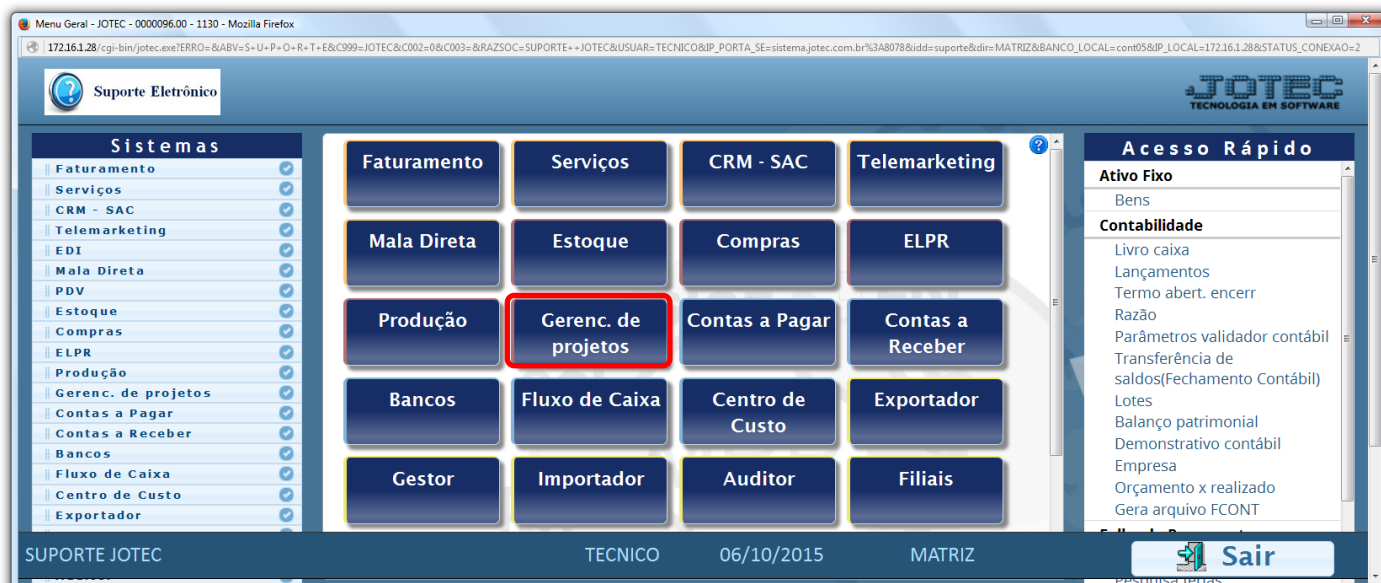 Menu Geral - JOTEC - 0000096.00 - 1130 - Mozilla Firefox
172.16.1.28/cgi-bin/jotec.exe?ERRO=&ABV=S+U+P+O+R+T+E&C999=JOTEC&C002=0&C003=&RAZSOC=SUPORTE++JOTEC&USUAR=TECNICO&IP_PORTA_SE=sistema.jotec.com.br%3A8078&idd=suporte&dir=MATRIZ&BANCO_LOCAL=cont05&IP_LOCAL=172.16.1.28&STATUS_CONEXAO=2
Suporte Eletrônico
JOTEC
TECNOLOGIA EM SOFTWARE
Sistemas
Faturamento
Serviços
CRM - SAC
Telemarketing
EDI
Mala Direta
PDV
Estoque
Compras
ELPR
Produção
Gerenc. de projetos
Contas a Pagar
Contas a Receber
Bancos
Fluxo de Caixa
Centro de Custo
Exportador
Faturamento
Serviços
CRM - SAC
Telemarketing
Mala Direta
Estoque
Compras
ELPR
Produção
Gerenc. de
projetos
Contas a Pagar
Contas a
Receber
Bancos
Fluxo de Caixa
Centro de
Custo
Exportador
Gestor
Importador
Auditor
Filiais
Acesso Rápido
Ativo Fixo
Bens
Contabilidade
Livro caixa
Lançamentos
Termo abert. encerr
Razão
Parâmetros validador contábil
Transferência de
saldos(Fechamento Contábil)
Lotes
Balanço patrimonial
Demonstrativo contábil
Empresa
Orçamento x realizado
Gera arquivo FCONT
SUPORTE JOTEC
TECNICO
06/10/2015
MATRIZ
Sair